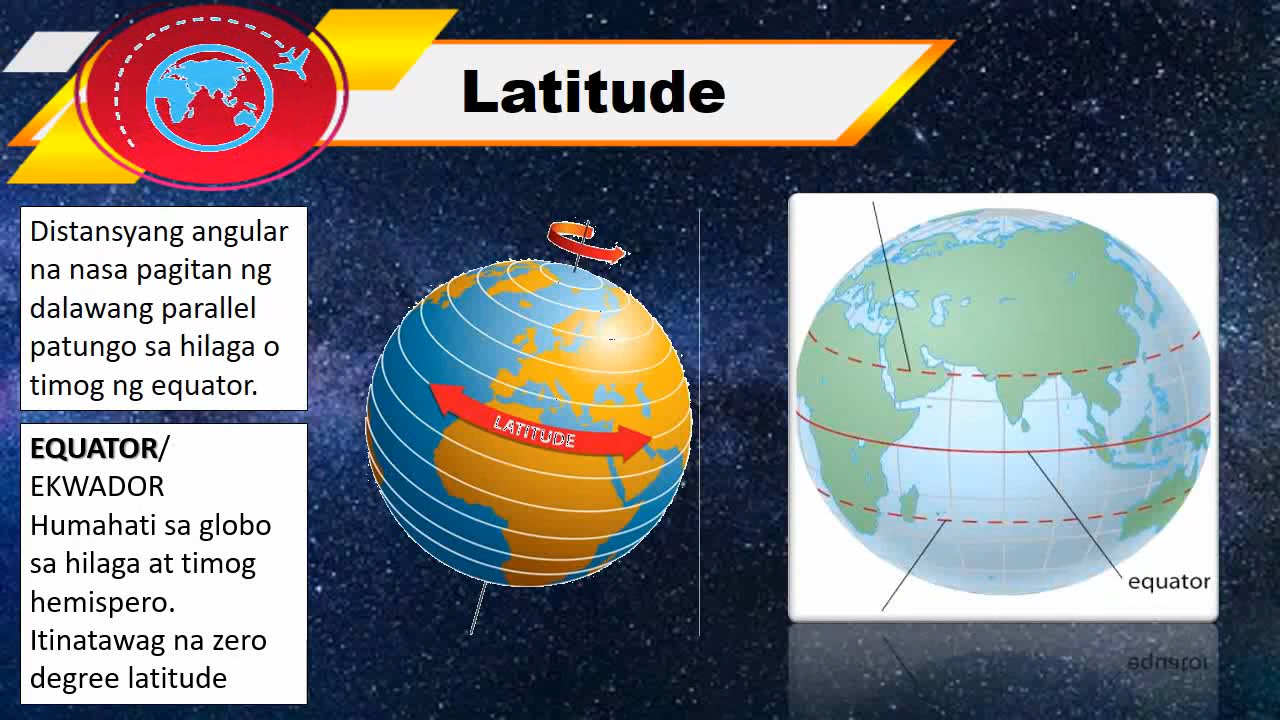 Latitude
Distansyang angular
na nasa pagitan ng
dalawang parallel
patungo sa hilaga o
timog ng equator.
EQUATOR/
EKWADOR
Humahati sa globo
sa hilaga at timog
hemispero.
Itinatawag na zero
degree latitude
LATITUDE
equator